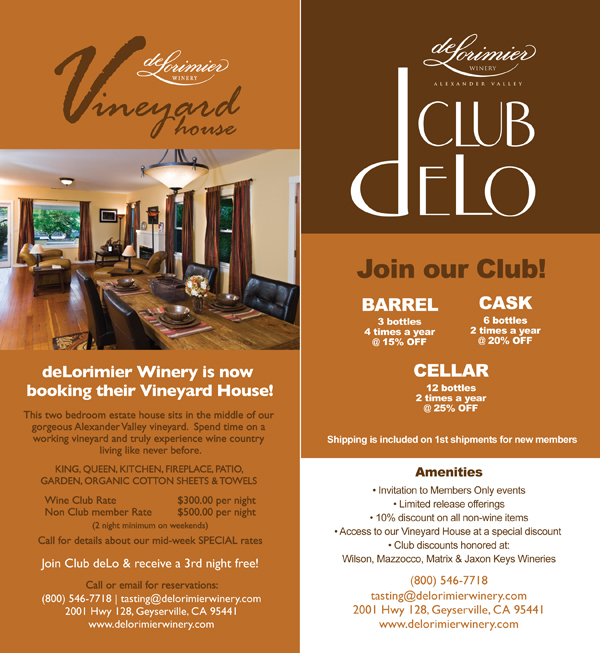 deLorimier
WINERY
Vineyard
house
deLorimier Winery is now
booking their Vineyard House!
This two bedroom estate house sits in the middle of our
gorgeous Alexander Valley vineyard. Spend time on a
working vineyard and truly experience wine country
living like never before.
KING, QUEEN, KITCHEN, FIREPLACE, PATIO,
GARDEN, ORGANIC COTTON SHEETS & TOWELS
Wine Club Rate $300.00 per night
Non Club member Rate $500.00 per night
(2 night minimum on weekends)
Call for details about our mid-week SPECIAL rates
Join Club deLo & receive a 3rd night free!
Call or email for reservations:
(800) 546-7718 | tasting@delorimierwinery.com
2001 Hwy 128, Geyserville, CA 95441
www.delorimierwinery.com
deLorimier
WINERY
ALEXANDER VALLEY
CLUB
deLo
Join our Club!
BARREL
3 bottles
4 times a year
@ 15% OFF
CASK
6 bottles
2 times a year
@ 20% OFF
CELLAR
12 bottles
2 times a year
@ 25% OFF
Shipping is included on 1st shipments for new members
Amenities
• Invitation to Members Only events
• Limited release offerings
• 10% discount on all non-wine items
• Access to our Vineyard House at a special discount
• Club discounts honored at:
Wilson, Mazzocco, Matrix & Jaxon Keys Wineries
(800) 546-7718
tasting@delorimierwinery.com
2001 Hwy 128, Geyserville, CA 95441
www.delorimierwinery.com